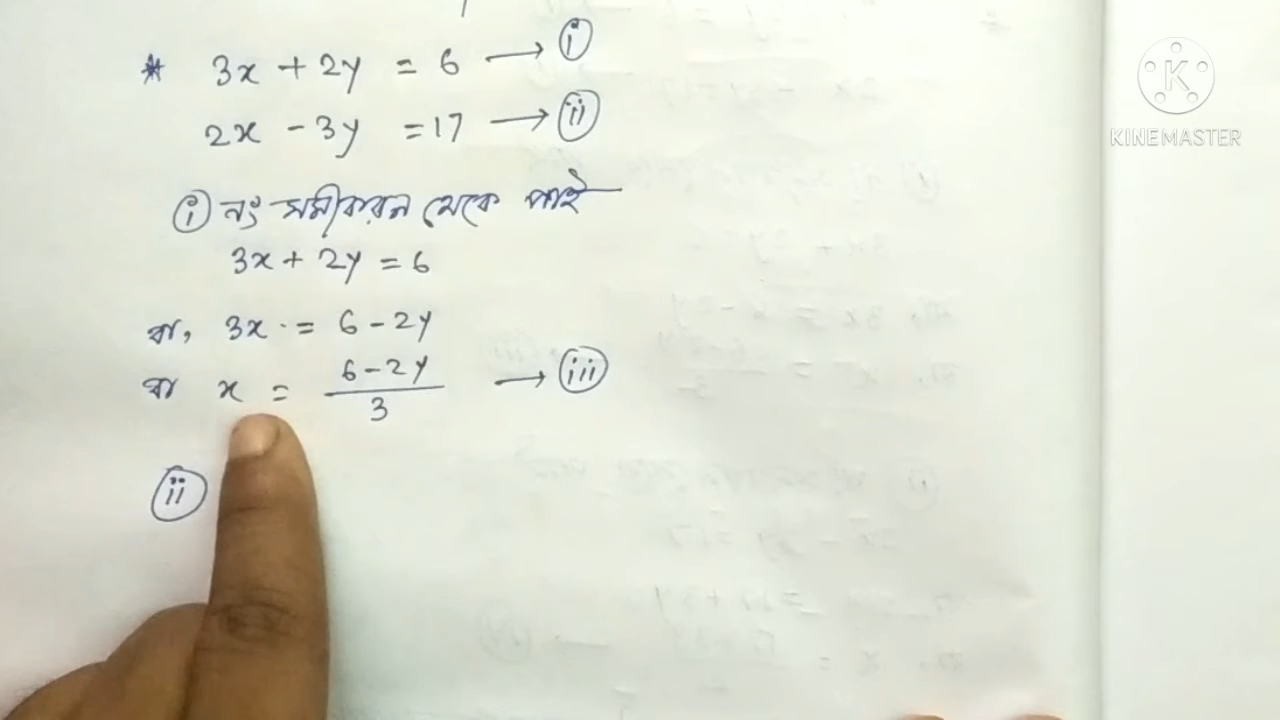 * 3x + 2y = 6 → (i)
2x - 3y = 17 → (ii)
(i) নং সমীকরন থেকে পাই
3x + 2y = 6
বা, 3x = 6 - 2y
বা x = (6 - 2y)/3 → (iii)
(ii)
K
KINEMASTER